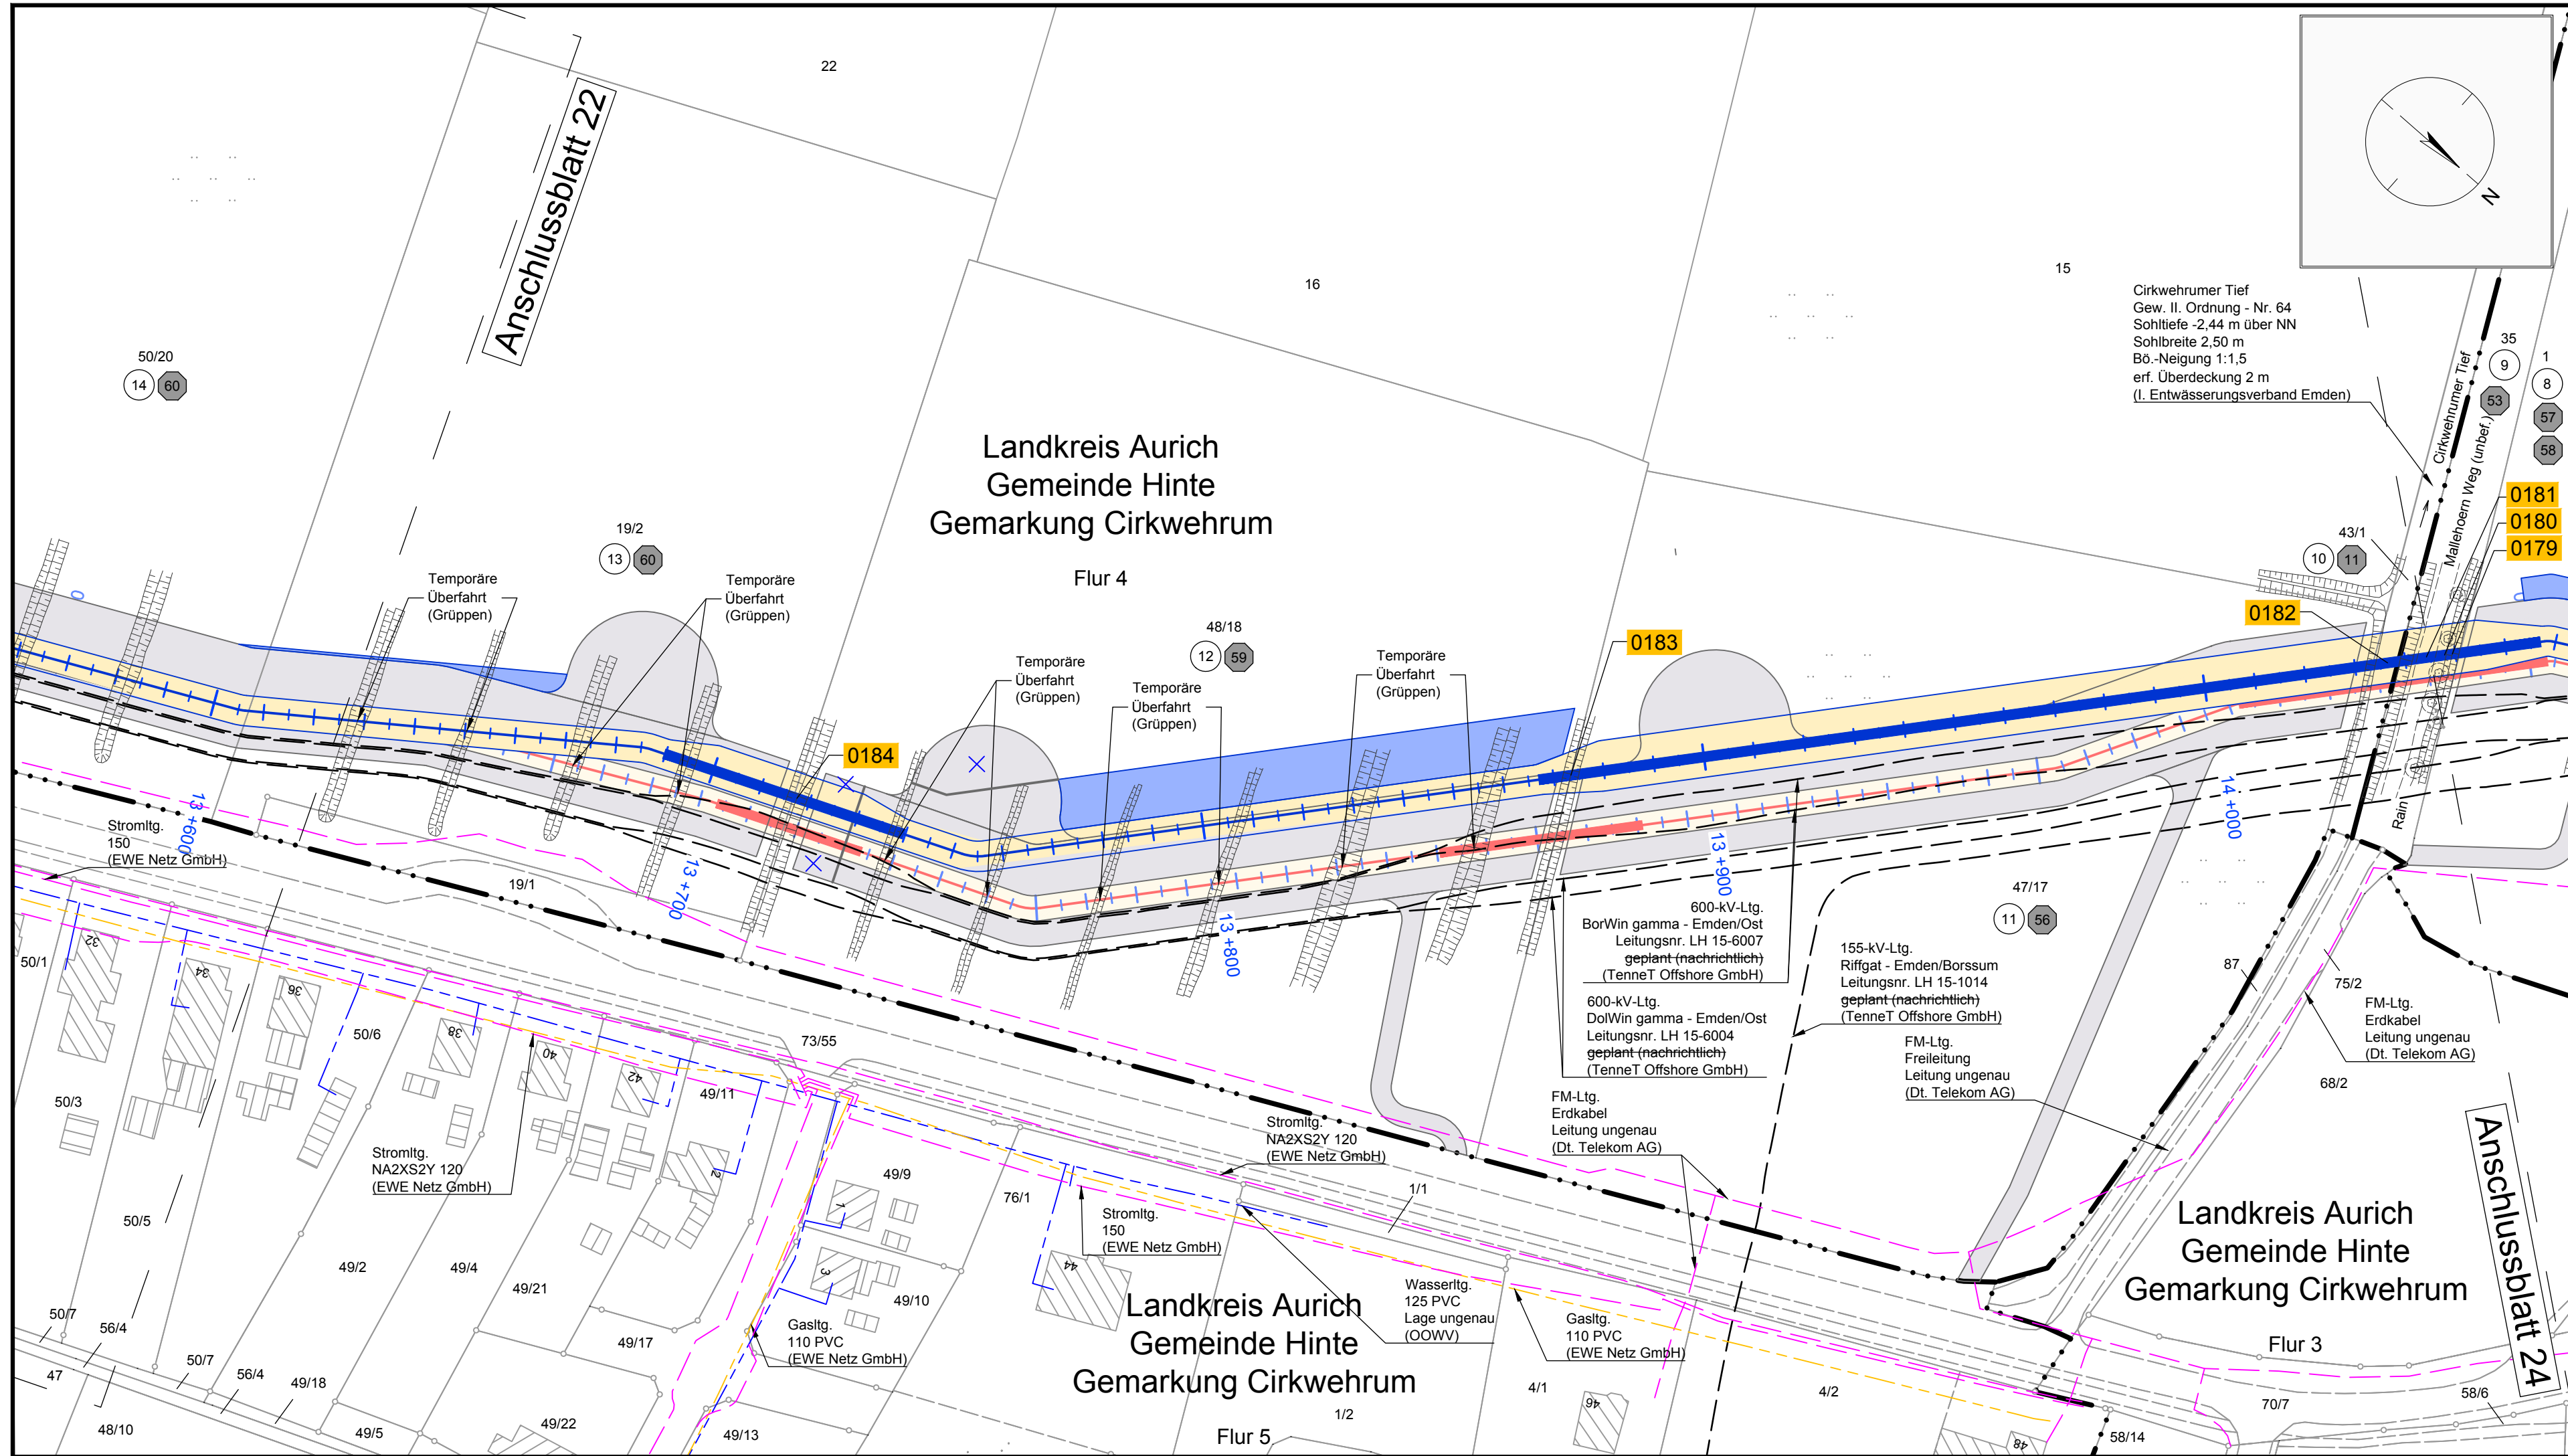 22
Anschlussblatt 22
16
15
N
Cirkwehrumer Tief
Gew. II. Ordnung - Nr. 64
Sohltiefe -2,44 m über NN
Sohlbreite 2,50 m
Bö.-Neigung 1:1,5
erf. Überdeckung 2 m
(I. Entwässerungsverband Emden)
Cirkwehrumer Tief
Mallehoern Weg (unbef.)
Rain
35
9
53
1
8
57
58
0181
0180
0179
43/1
10
11
0182
50/20
14
60
19/2
13
60
Landkreis Aurich
Gemeinde Hinte
Gemarkung Cirkwehrum
Flur 4
48/18
12
59
0183
0184
0
Temporäre
Überfahrt
(Grüppen)
Temporäre
Überfahrt
(Grüppen)
Temporäre
Überfahrt
(Grüppen)
Temporäre
Überfahrt
(Grüppen)
Temporäre
Überfahrt
(Grüppen)
13 +600
13 +700
13 +800
13 +900
14 +000
Stromltg.
150
(EWE Netz GmbH)
19/1
600-kV-Ltg.
BorWin gamma - Emden/Ost
Leitungsnr. LH 15-6007
geplant (nachrichtlich)
(TenneT Offshore GmbH)
600-kV-Ltg.
DolWin gamma - Emden/Ost
Leitungsnr. LH 15-6004
geplant (nachrichtlich)
(TenneT Offshore GmbH)
155-kV-Ltg.
Riffgat - Emden/Borssum
Leitungsnr. LH 15-1014
geplant (nachrichtlich)
(TenneT Offshore GmbH)
47/17
11
56
87
75/2
FM-Ltg.
Erdkabel
Leitung ungenau
(Dt. Telekom AG)
68/2
FM-Ltg.
Freileitung
Leitung ungenau
(Dt. Telekom AG)
FM-Ltg.
Erdkabel
Leitung ungenau
(Dt. Telekom AG)
50/1
32
34
36
38
40
42
50/6
50/3
49/11
73/55
2
Stromltg.
NA2XS2Y 120
(EWE Netz GmbH)
Stromltg.
NA2XS2Y 120
(EWE Netz GmbH)
49/9
76/1
1
3
44
1/1
Stromltg.
150
(EWE Netz GmbH)
50/5
49/2
49/4
49/21
49/10
49/17
Gasltg.
110 PVC
(EWE Netz GmbH)
Wasserltg.
125 PVC
Lage ungenau
(OOWV)
Gasltg.
110 PVC
(EWE Netz GmbH)
Landkreis Aurich
Gemeinde Hinte
Gemarkung Cirkwehrum
Flur 5
Landkreis Aurich
Gemeinde Hinte
Gemarkung Cirkwehrum
Flur 3
Anschlussblatt 24
50/7
56/4
50/7
56/4
49/18
47
48/10
49/5
49/22
49/13
1/2
4/1
46
4/2
48
58/14
70/7
58/6